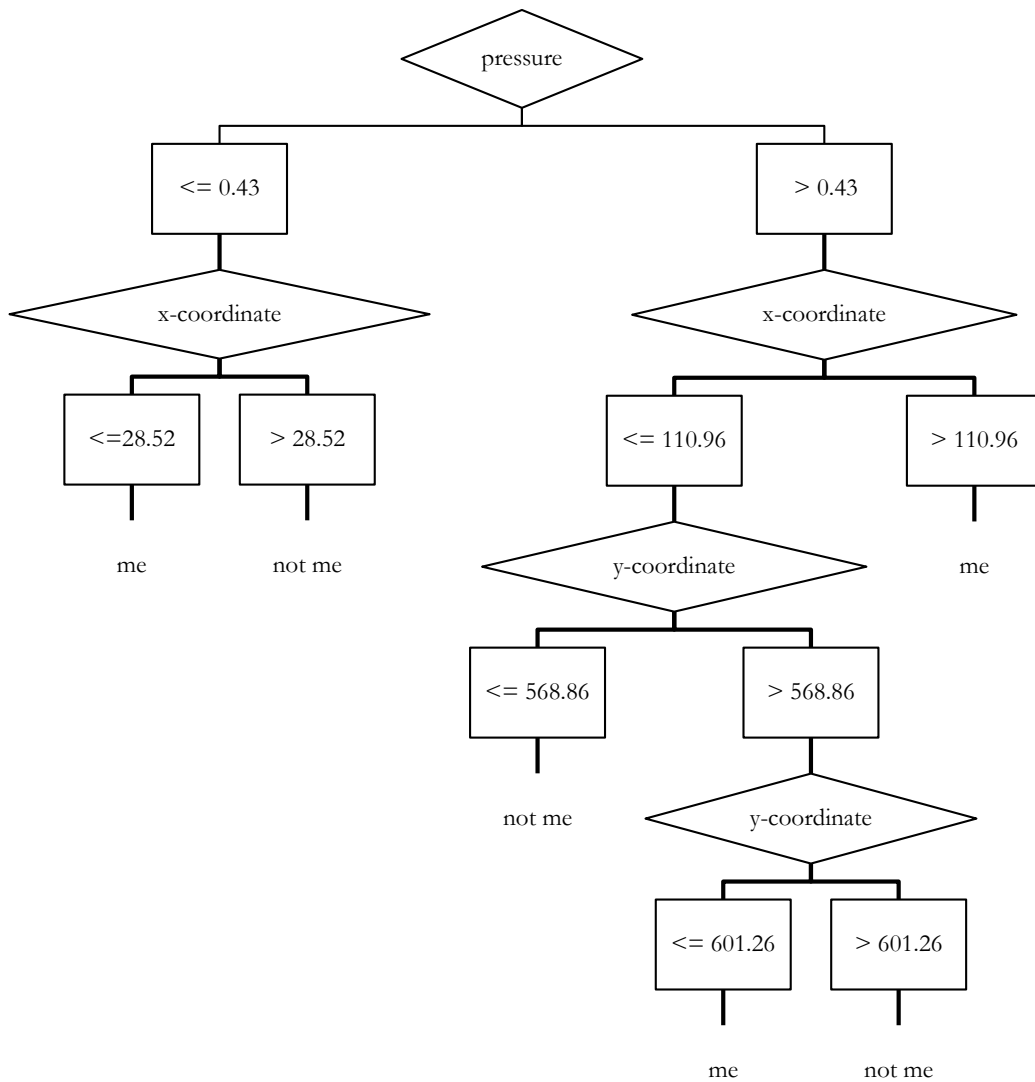 pressure
<= 0.43
> 0.43
x-coordinate
x-coordinate
<=28.52
> 28.52
<= 110.96
> 110.96
me
not me
y-coordinate
me
<= 568.86
> 568.86
not me
y-coordinate
<= 601.26
> 601.26
me
not me